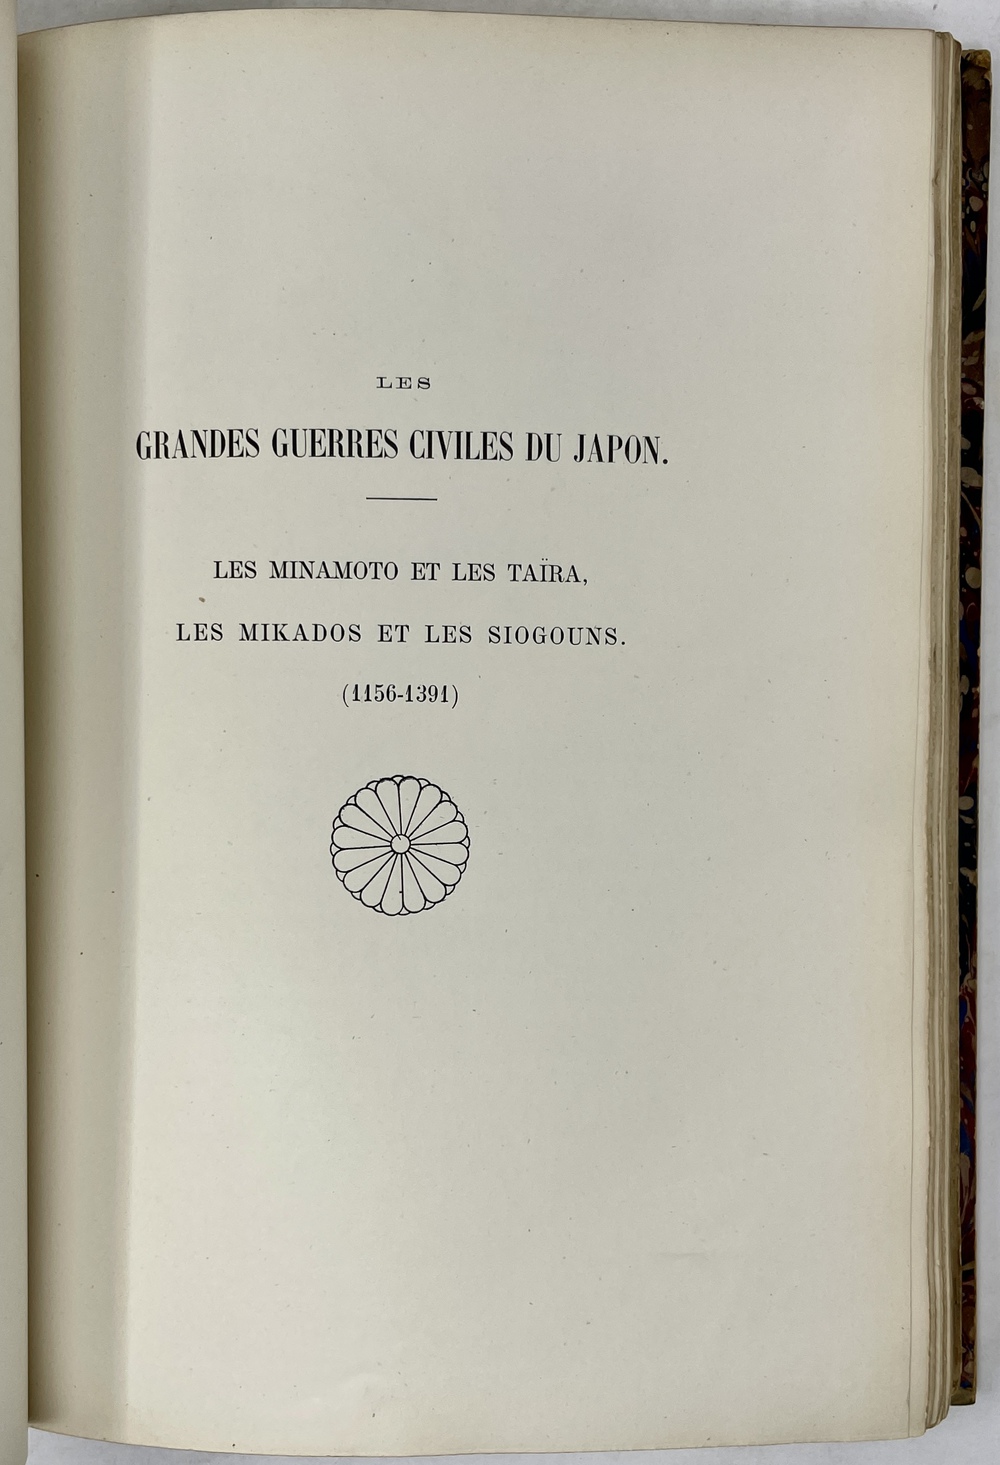 LES
GRANDES GUERRES CIVILES DU JAPON.
LES MINAMOTO ET LES TAÏRA,
LES MIKADOS ET LES SIOGOUNS.
(1156-1391)